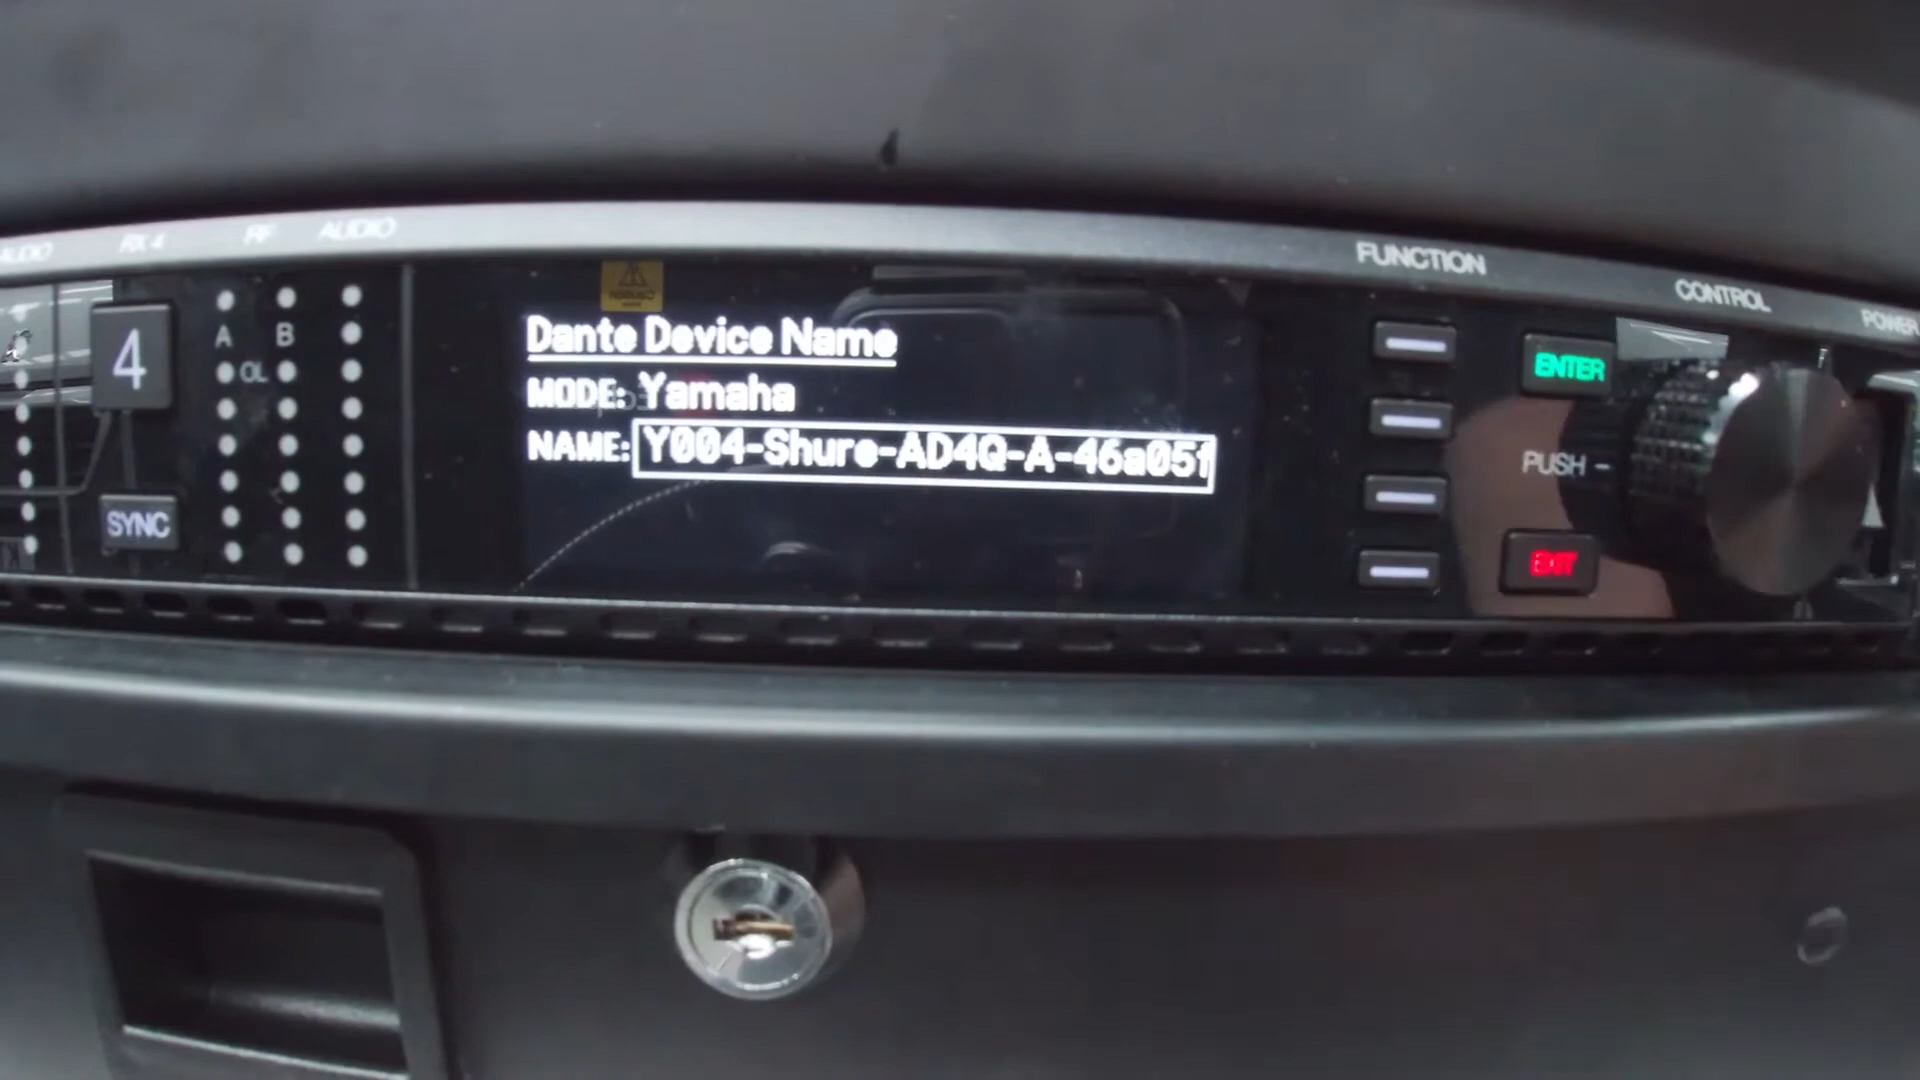 AUDIO RX 4 RF AUDIO
FUNCTION
CONTROL
POWER
4
A B
OL
SYNC
Dante Device Name
MODE: Yamaha
NAME: Y004-Shure-AD4Q-A-46a05f
ENTER
PUSH
EXIT